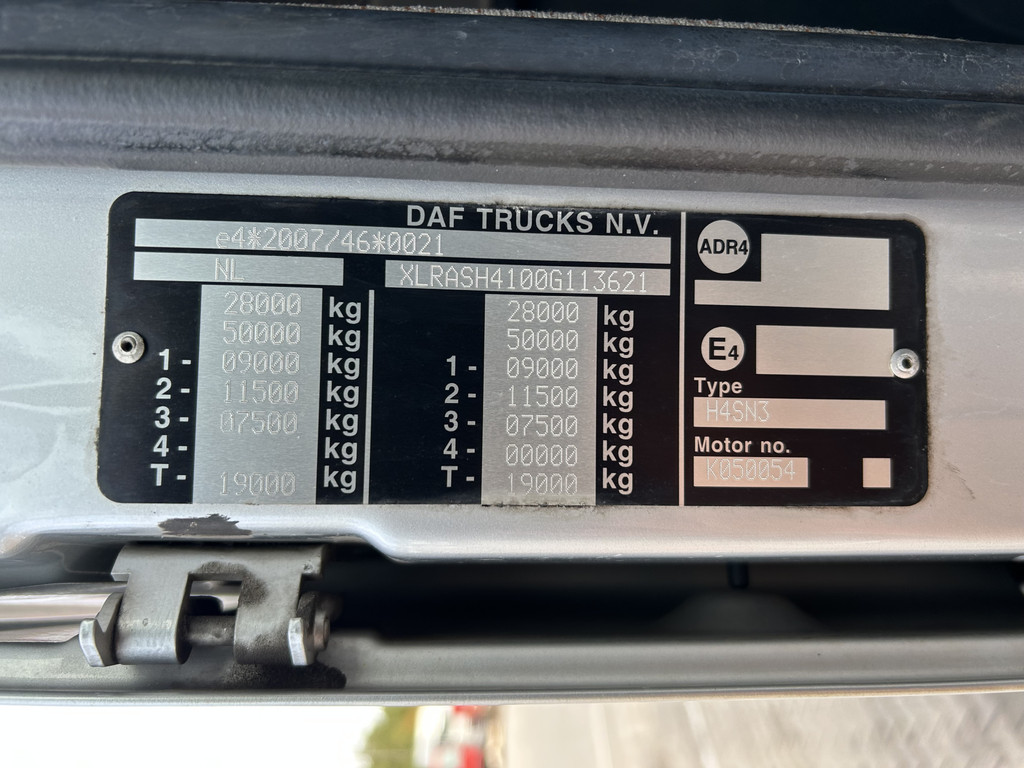 DAF TRUCKS N.V.
e4*2007/46*0021
NL XLRASH4100G113621
28000 kg 28000 kg
50000 kg 50000 kg
1 - 09000 kg 1 - 09000 kg
2 - 11500 kg 2 - 11500 kg
3 - 07500 kg 3 - 07500 kg
4 - kg 4 - 00000 kg
T - 19000 kg T - 19000 kg
ADR4
E4
Type
H4SN3
Motor no.
K050054